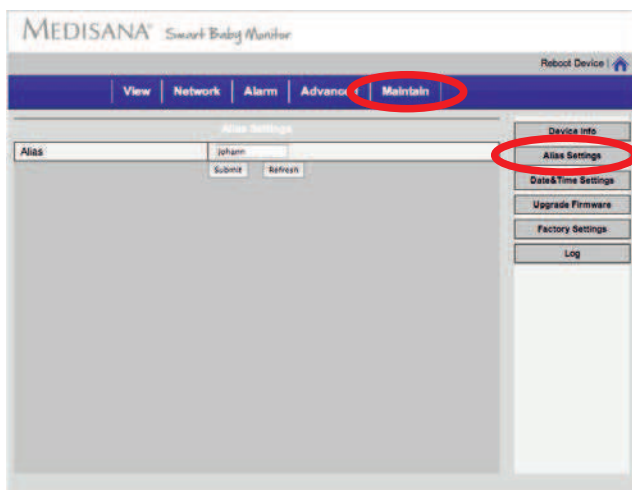 MEDISANA® Smart Baby Monitor
Reboot Device |
View Network Alarm Advanced Maintain
Alias Settings
Alias Johann
Submit Refresh
Device Info
Alias Settings
Date&Time Settings
Upgrade Firmware
Factory Settings
Log